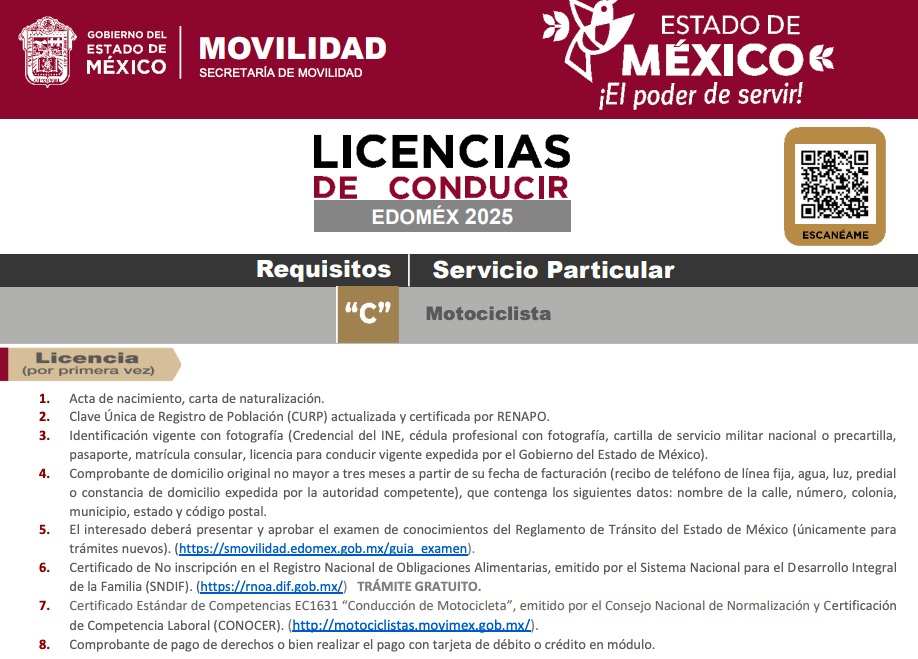 GOBIERNO DEL
ESTADO DE
MÉXICO
MOVILIDAD
SECRETARÍA DE MOVILIDAD
ESTADO DE
MÉXICO
¡El poder de servir!
LICENCIAS
DE CONDUCIR
EDOMÉX 2025
ESCANÉAME
Requisitos | Servicio Particular
“C” Motociclista
Licencia
(por primera vez)
1. Acta de nacimiento, carta de naturalización.
2. Clave Única de Registro de Población (CURP) actualizada y certificada por RENAPO.
3. Identificación vigente con fotografía (Credencial del INE, cédula profesional con fotografía, cartilla de servicio militar nacional o precartilla,
pasaporte, matrícula consular, licencia para conducir vigente expedida por el Gobierno del Estado de México).
4. Comprobante de domicilio original no mayor a tres meses a partir de su fecha de facturación (recibo de teléfono de línea fija, agua, luz, predial
o constancia de domicilio expedida por la autoridad competente), que contenga los siguientes datos: nombre de la calle, número, colonia,
municipio, estado y código postal.
5. El interesado deberá presentar y aprobar el examen de conocimientos del Reglamento de Tránsito del Estado de México (únicamente para
trámites nuevos). (https://smovilidad.edomex.gob.mx/guia_examen).
6. Certificado de No inscripción en el Registro Nacional de Obligaciones Alimentarias, emitido por el Sistema Nacional para el Desarrollo Integral
de la Familia (SNDIF). (https://rnoa.dif.gob.mx/) TRÁMITE GRATUITO.
7. Certificado Estándar de Competencias EC1631 “Conducción de Motocicleta”, emitido por el Consejo Nacional de Normalización y Certificación
de Competencia Laboral (CONOCER). (http://motociclistas.movimex.gob.mx/).
8. Comprobante de pago de derechos o bien realizar el pago con tarjeta de débito o crédito en módulo.